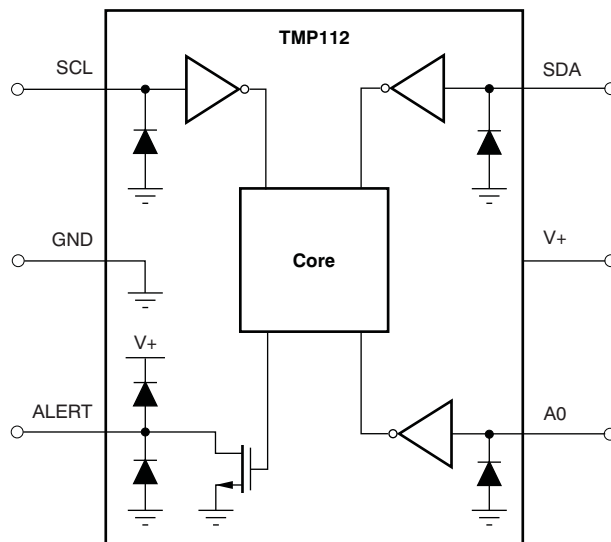 TMP112
SCL
SDA
GND
Core
V+
V+
ALERT
A0